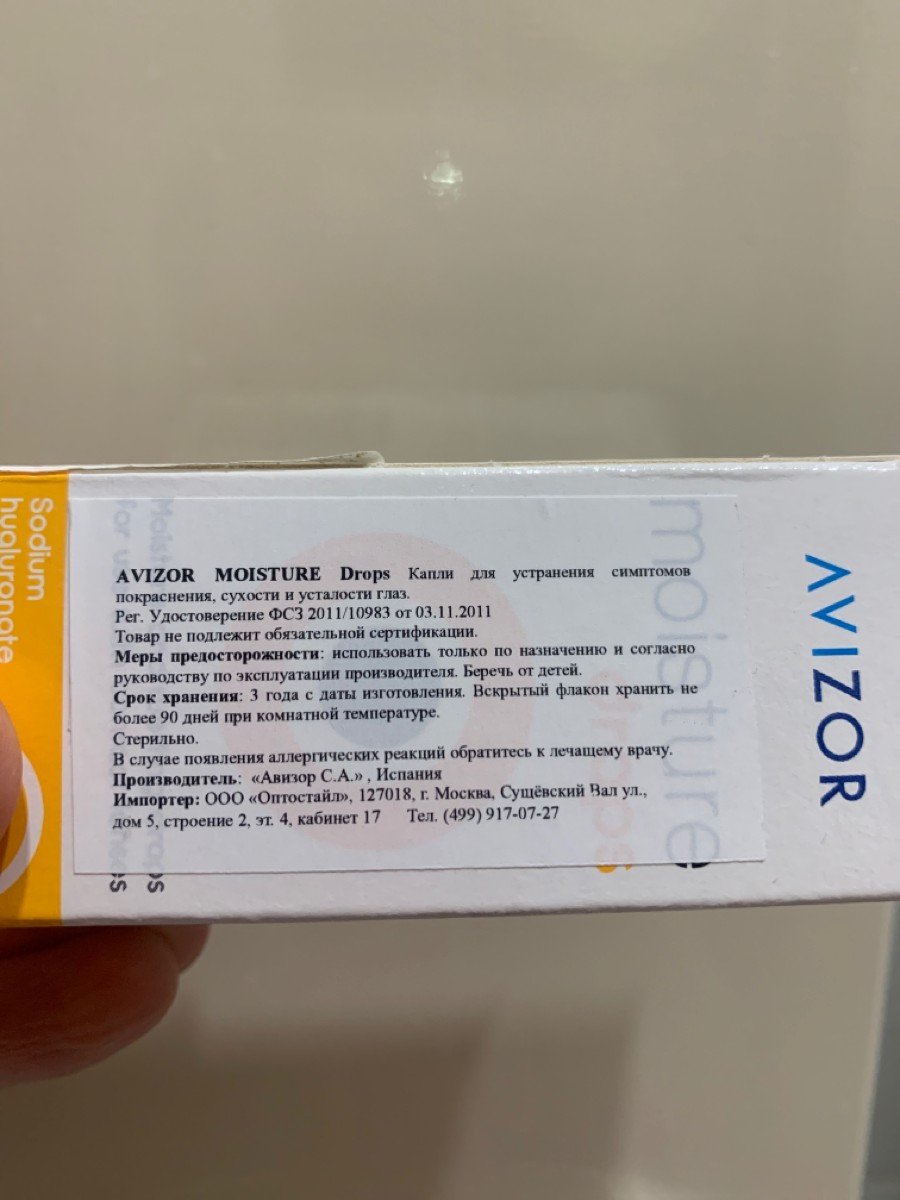 AVIZOR MOISTURE Drops Капли для устранения симптомов
покраснения, сухости и усталости глаз.
Рег. Удостоверение ФСЗ 2011/10983 от 03.11.2011
Товар не подлежит обязательной сертификации.
Меры предосторожности: использовать только по назначению и согласно
руководству по эксплуатации производителя. Беречь от детей.
Срок хранения: 3 года с даты изготовления. Вскрытый флакон хранить не
более 90 дней при комнатной температуре.
Стерильно.
В случае появления аллергических реакций обратитесь к лечащему врачу.
Производитель: «Авизор С.А.» , Испания
Импортер: ООО «Оптостайл», 127018, г. Москва, Сущёвский Вал ул.,
дом 5, строение 2, эт. 4, кабинет 17 Тел. (499) 917-07-27
AVIZOR
moisture
drops
Sodium
hyaluronate